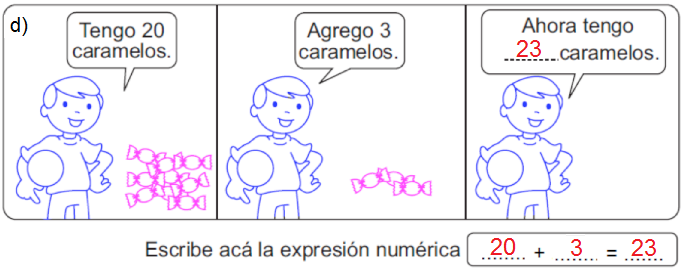 d)
Tengo 20
caramelos.
Agrego 3
caramelos.
Ahora tengo
23 caramelos.
Escribe acá la expresión numérica 20 + 3 = 23